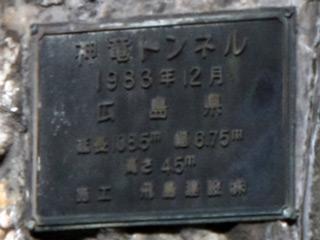 神竜トンネル
1983年12月
広島県
延長 m 幅 6.75m
高さ 4.5m
施工 飛島建設㈱